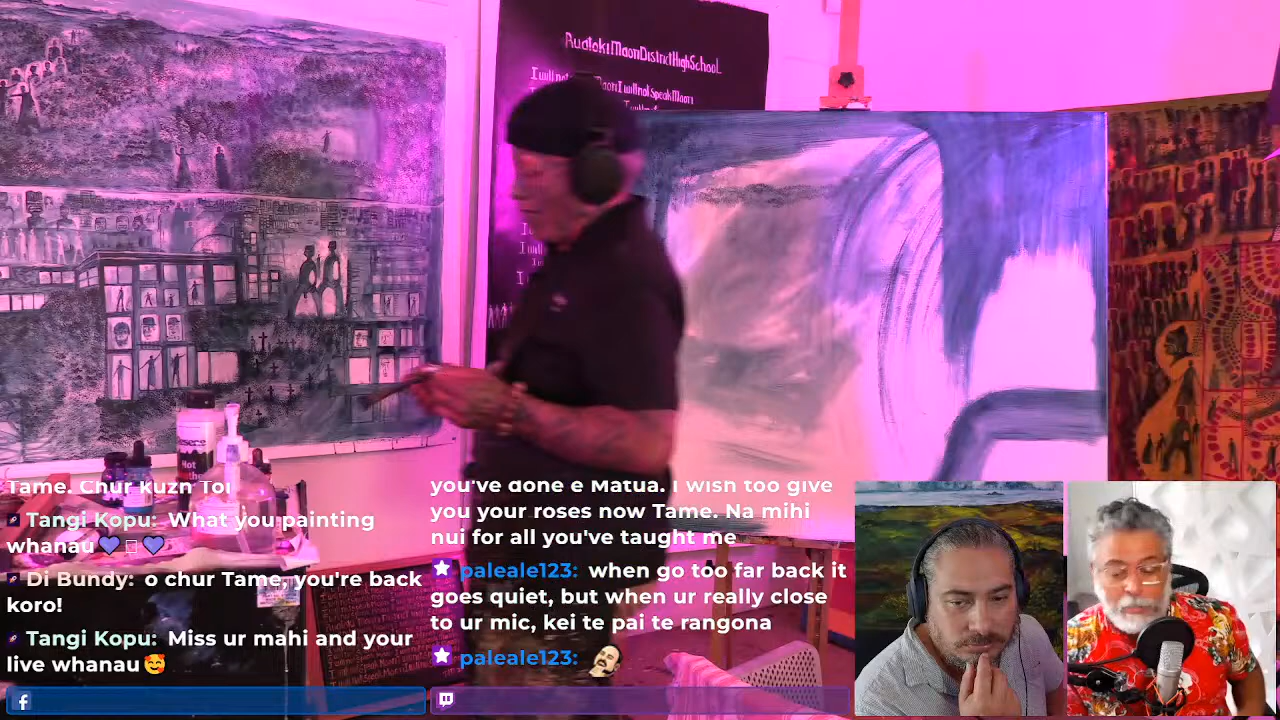 RuatokiMaoriDistrictHighSchooL
MaoriIwillnotSpeakMaori
Tame. Chur Kuzn Toi
Tangi Kopu: What you painting
whanau💙 💙
Di Bundy: o chur Tame, you're back
koro!
Tangi Kopu: Miss ur mahi and your
live whanau🥰
you've done e Matua. I wish too give
you your roses now Tame. Na mihi
nui for all you've taught me
paleale123: when go too far back it
goes quiet, but when ur really close
to ur mic, kei te pai te rangona
paleale123: